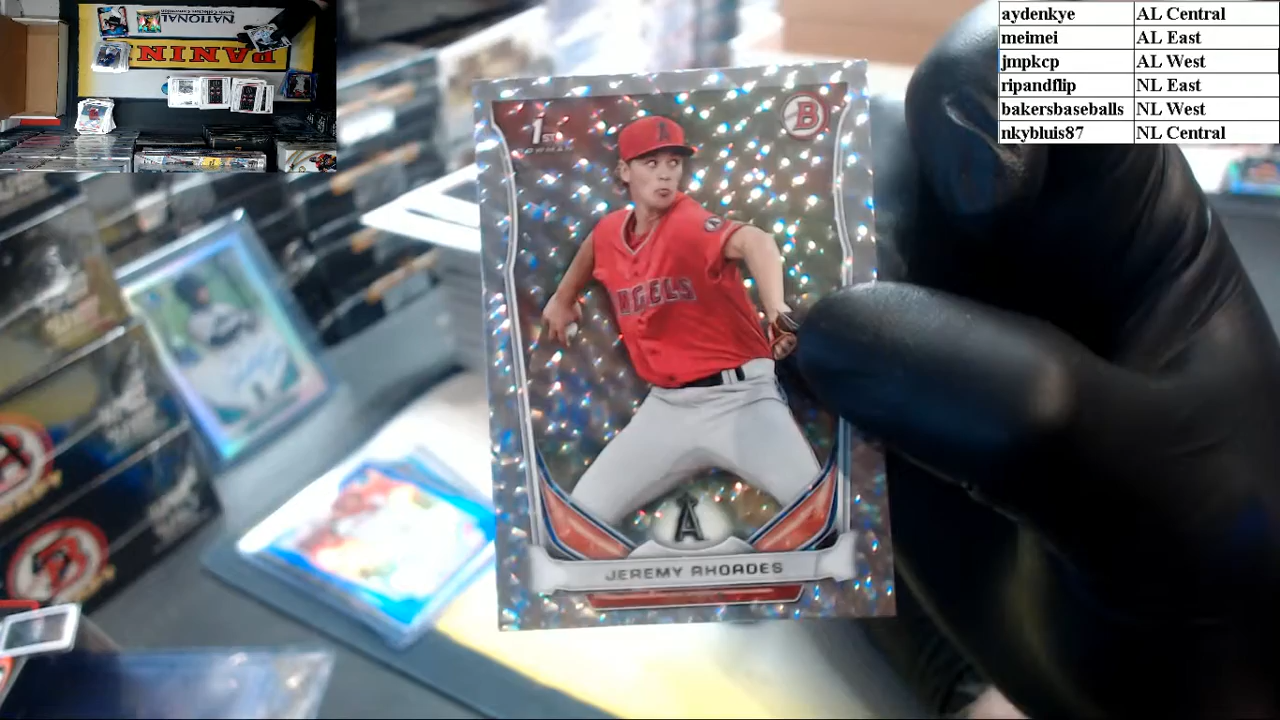 NATIONAL
PANINI
aydenkye AL Central
meimei AL East
jmpkcp AL West
ripandflip NL East
bakersbaseballs NL West
nkybluis87 NL Central
1ST
BOWMAN
B
ANGELS
A
JEREMY RHOADES
B